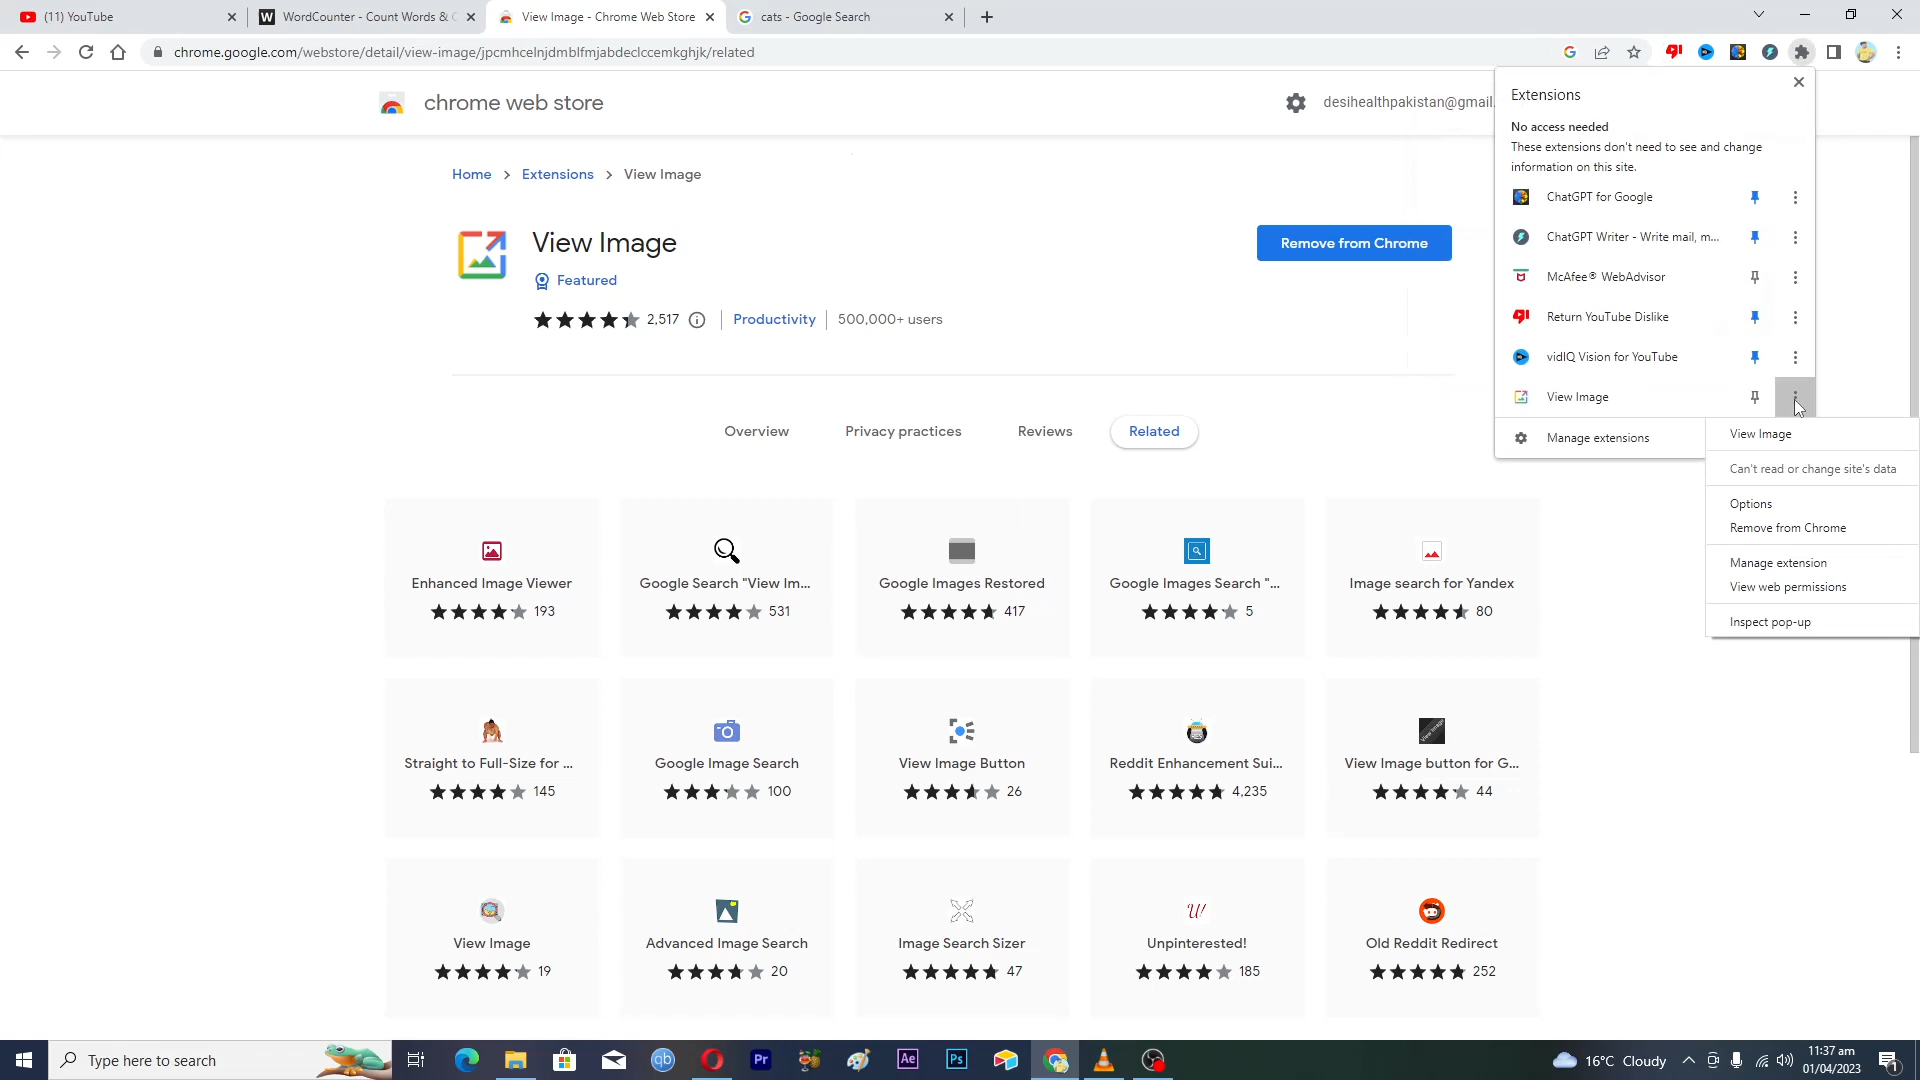 (11) YouTube
WordCounter - Count Words & C
View Image - Chrome Web Store
cats - Google Search
chrome.google.com/webstore/detail/view-image/jpcmhcelnjdmblfmjabdeclccemkghjk/related
chrome web store
desihealthpakistan@gmail.
Home > Extensions > View Image
View Image
Featured
2,517
Productivity
500,000+ users
Remove from Chrome
Overview
Privacy practices
Reviews
Related
Extensions
No access needed
These extensions don't need to see and change
information on this site.
ChatGPT for Google
ChatGPT Writer - Write mail, m...
McAfee® WebAdvisor
Return YouTube Dislike
vidIQ Vision for YouTube
View Image
Manage extensions
View Image
Can't read or change site's data
Options
Remove from Chrome
Manage extension
View web permissions
Inspect pop-up
Enhanced Image Viewer
193
Google Search "View Im...
531
Google Images Restored
417
Google Images Search "...
5
Image search for Yandex
80
Straight to Full-Size for ...
145
Google Image Search
100
View Image Button
26
Reddit Enhancement Sui...
4,235
View Image button for G...
44
View Image
19
Advanced Image Search
20
Image Search Sizer
47
Unpinterested!
185
Old Reddit Redirect
252
Type here to search
qb
Pr
Ae
Ps
16°C Cloudy
11:37 am
01/04/2023
1